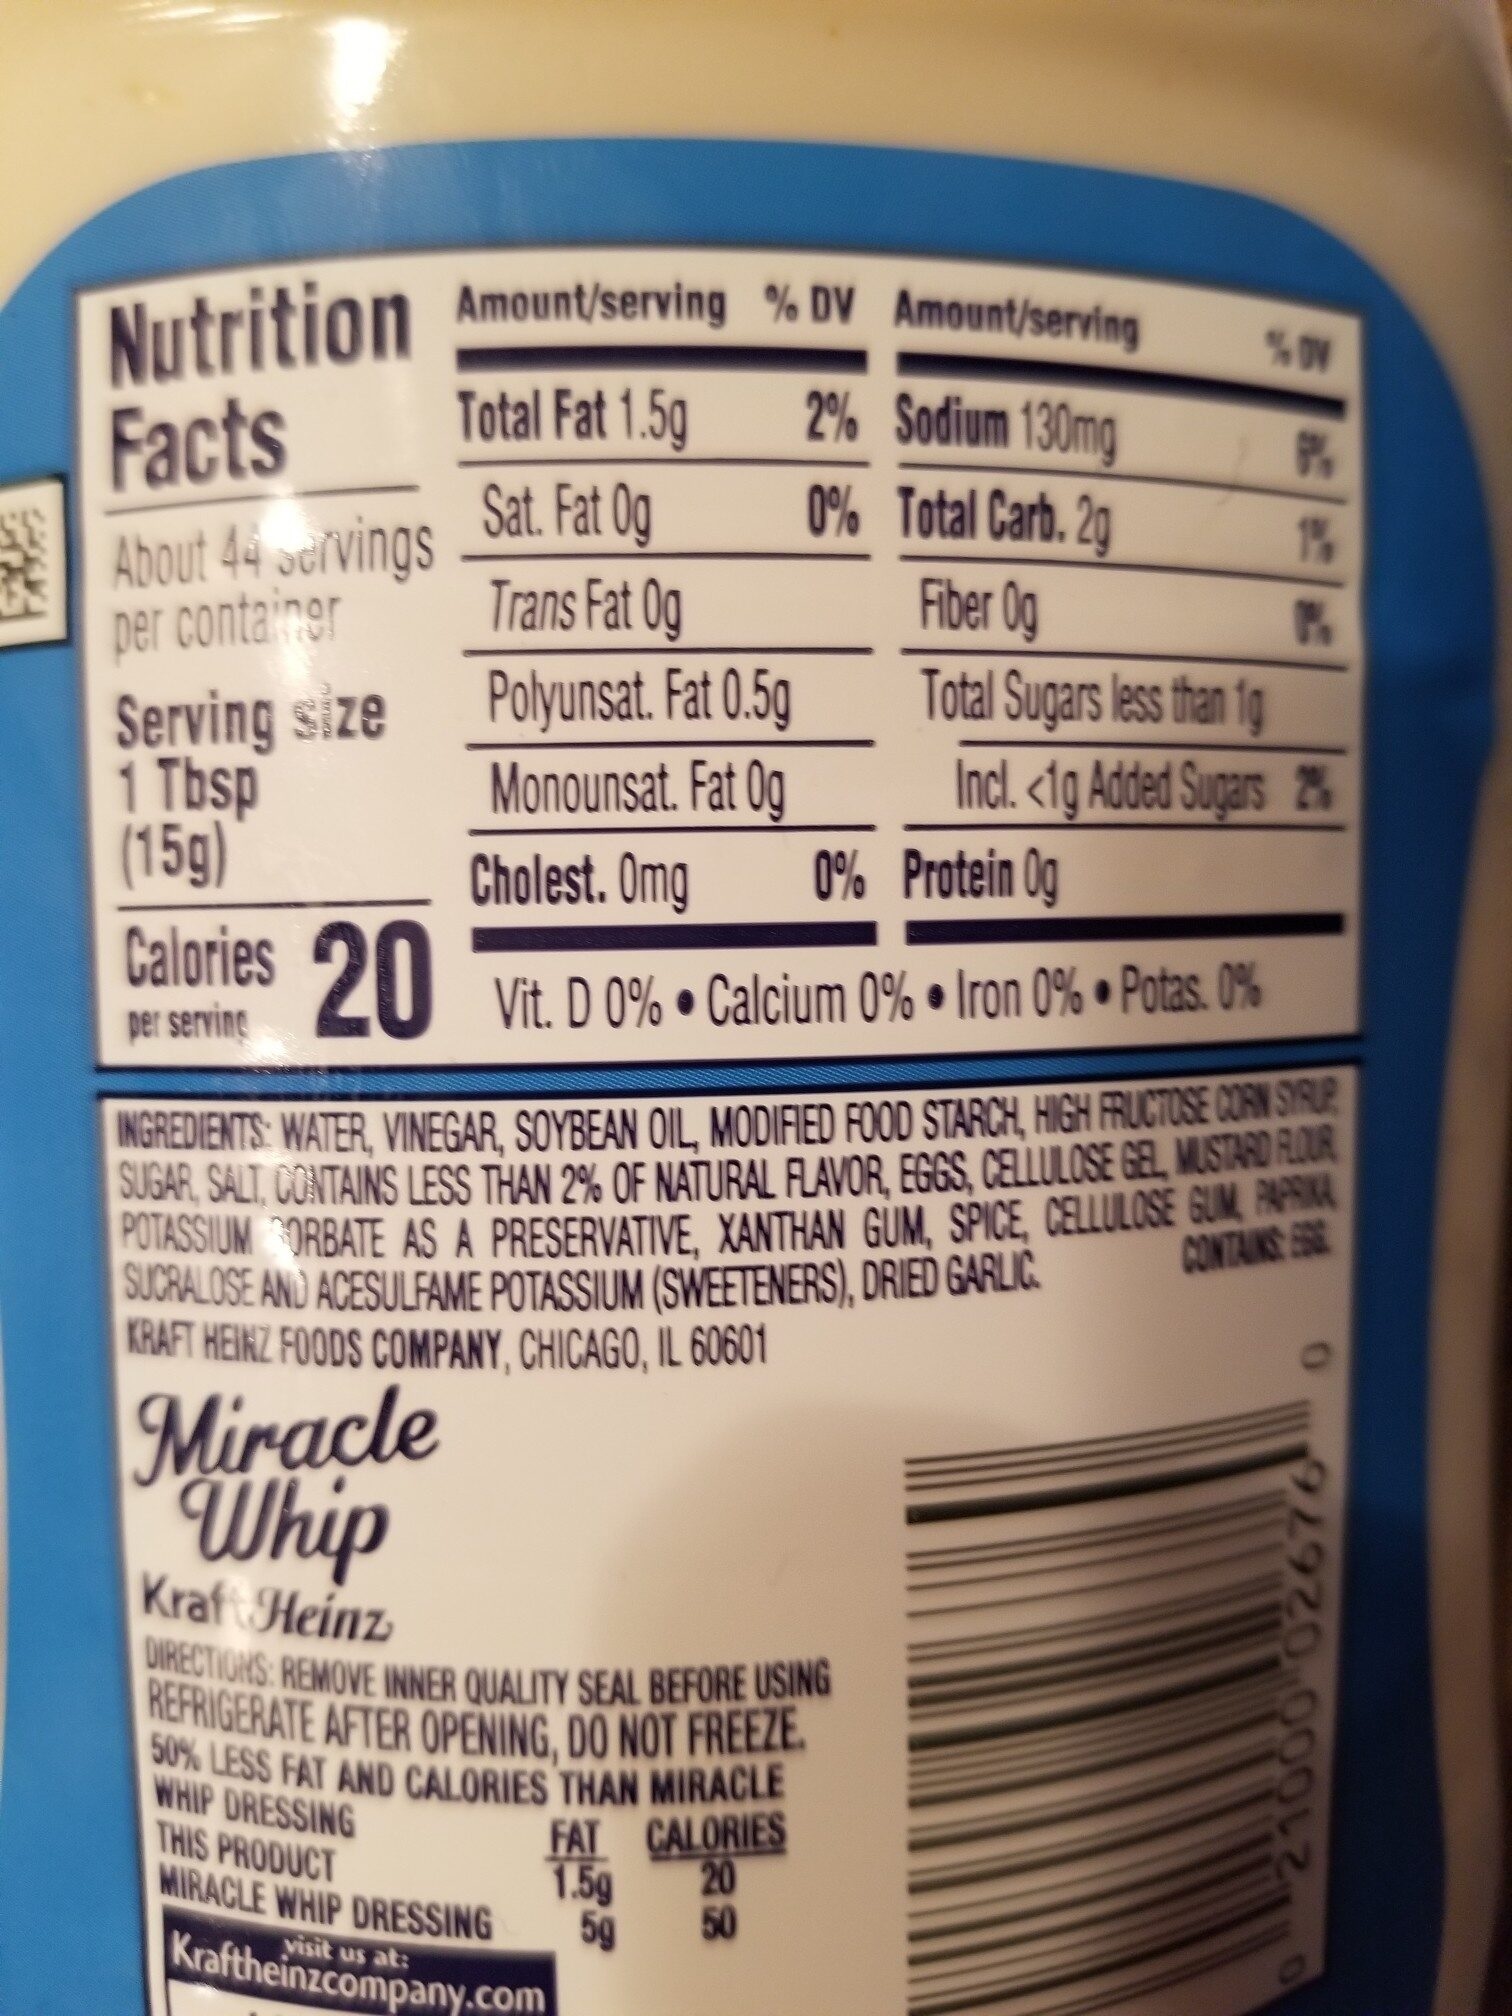 Nutrition
Facts
About 44 servings
per container
Serving size
1 Tbsp
(15g)
Calories 20
per serving
Amount/serving % DV
Total Fat 1.5g 2%
Sat. Fat 0g 0%
Trans Fat 0g
Polyunsat. Fat 0.5g
Monounsat. Fat 0g
Cholest. 0mg 0%
Amount/serving % DV
Sodium 130mg 6%
Total Carb. 2g 1%
Fiber 0g 0%
Total Sugars less than 1g
Incl. <1g Added Sugars 2%
Protein 0g
Vit. D 0% • Calcium 0% • Iron 0% • Potas. 0%
INGREDIENTS: WATER, VINEGAR, SOYBEAN OIL, MODIFIED FOOD STARCH, HIGH FRUCTOSE CORN SYRUP,
SUGAR, SALT, CONTAINS LESS THAN 2% OF NATURAL FLAVOR, EGGS, CELLULOSE GEL, MUSTARD FLOUR,
POTASSIUM SORBATE AS A PRESERVATIVE, XANTHAN GUM, SPICE, CELLULOSE GUM, PAPRIKA,
SUCRALOSE AND ACESULFAME POTASSIUM (SWEETENERS), DRIED GARLIC. CONTAINS: EGG.
KRAFT HEINZ FOODS COMPANY, CHICAGO, IL 60601
Miracle
Whip
Kraft Heinz
DIRECTIONS: REMOVE INNER QUALITY SEAL BEFORE USING
REFRIGERATE AFTER OPENING, DO NOT FREEZE.
50% LESS FAT AND CALORIES THAN MIRACLE
WHIP DRESSING
FAT CALORIES
THIS PRODUCT 1.5g 20
MIRACLE WHIP DRESSING 5g 50
visit us at:
Kraftheinzcompany.com
0 21000 02676 0